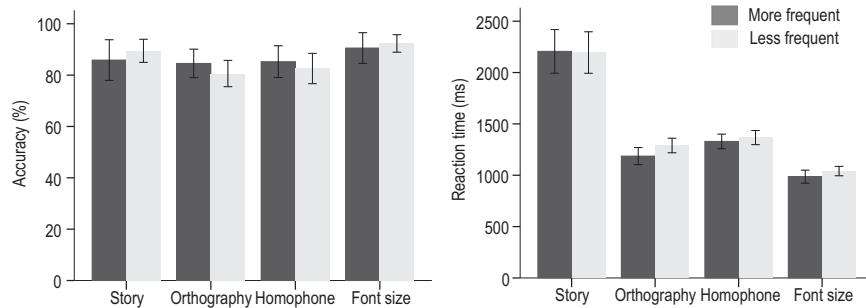 100
80
60
40
20
0
Accuracy (%)
Story
Orthography
Homophone
Font size
2500
2000
1500
1000
500
0
Reaction time (ms)
More frequent
Less frequent
Story
Orthography
Homophone
Font size